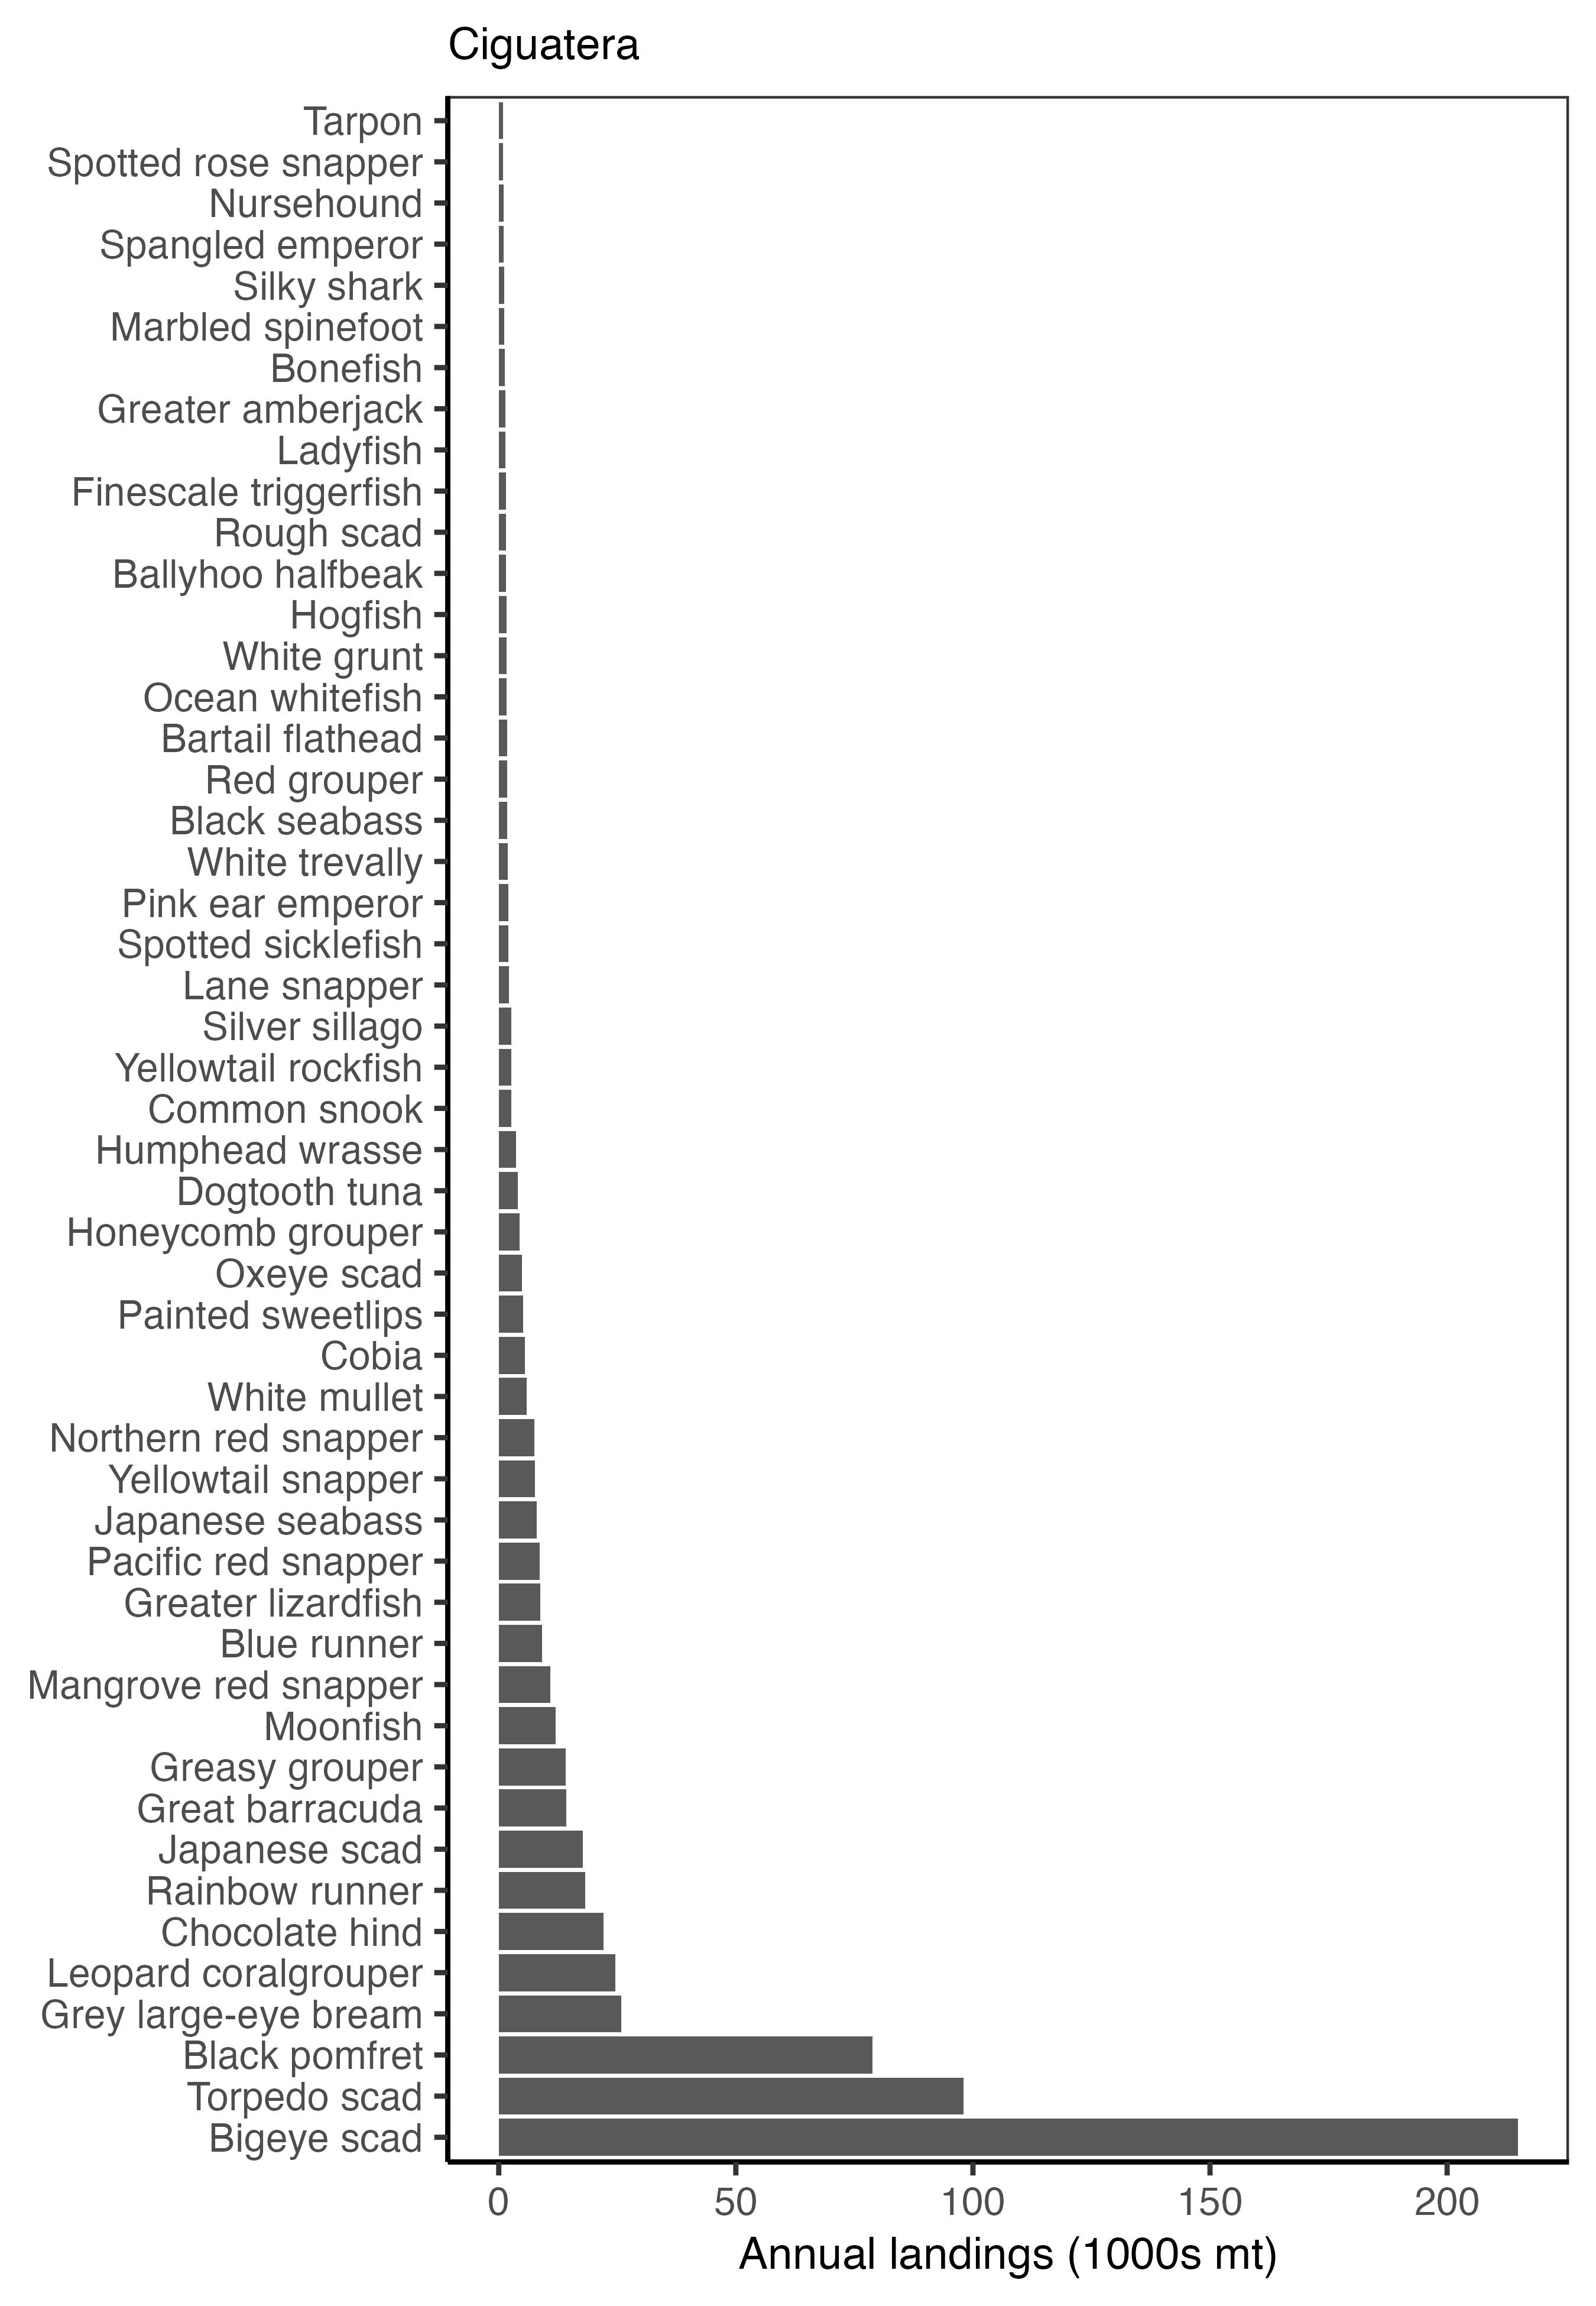 Ciguatera
Tarpon
Spotted rose snapper
Nursehound
Spangled emperor
Silky shark
Marbled spinefoot
Bonefish
Greater amberjack
Ladyfish
Finescale triggerfish
Rough scad
Ballyhoo halfbeak
Hogfish
White grunt
Ocean whitefish
Bartail flathead
Red grouper
Black seabass
White trevally
Pink ear emperor
Spotted sicklefish
Lane snapper
Silver sillago
Yellowtail rockfish
Common snook
Humphead wrasse
Dogtooth tuna
Honeycomb grouper
Oxeye scad
Painted sweetlips
Cobia
White mullet
Northern red snapper
Yellowtail snapper
Japanese seabass
Pacific red snapper
Greater lizardfish
Blue runner
Mangrove red snapper
Moonfish
Greasy grouper
Great barracuda
Japanese scad
Rainbow runner
Chocolate hind
Leopard coralgrouper
Grey large-eye bream
Black pomfret
Torpedo scad
Bigeye scad
0 50 100 150 200
Annual landings (1000s mt)